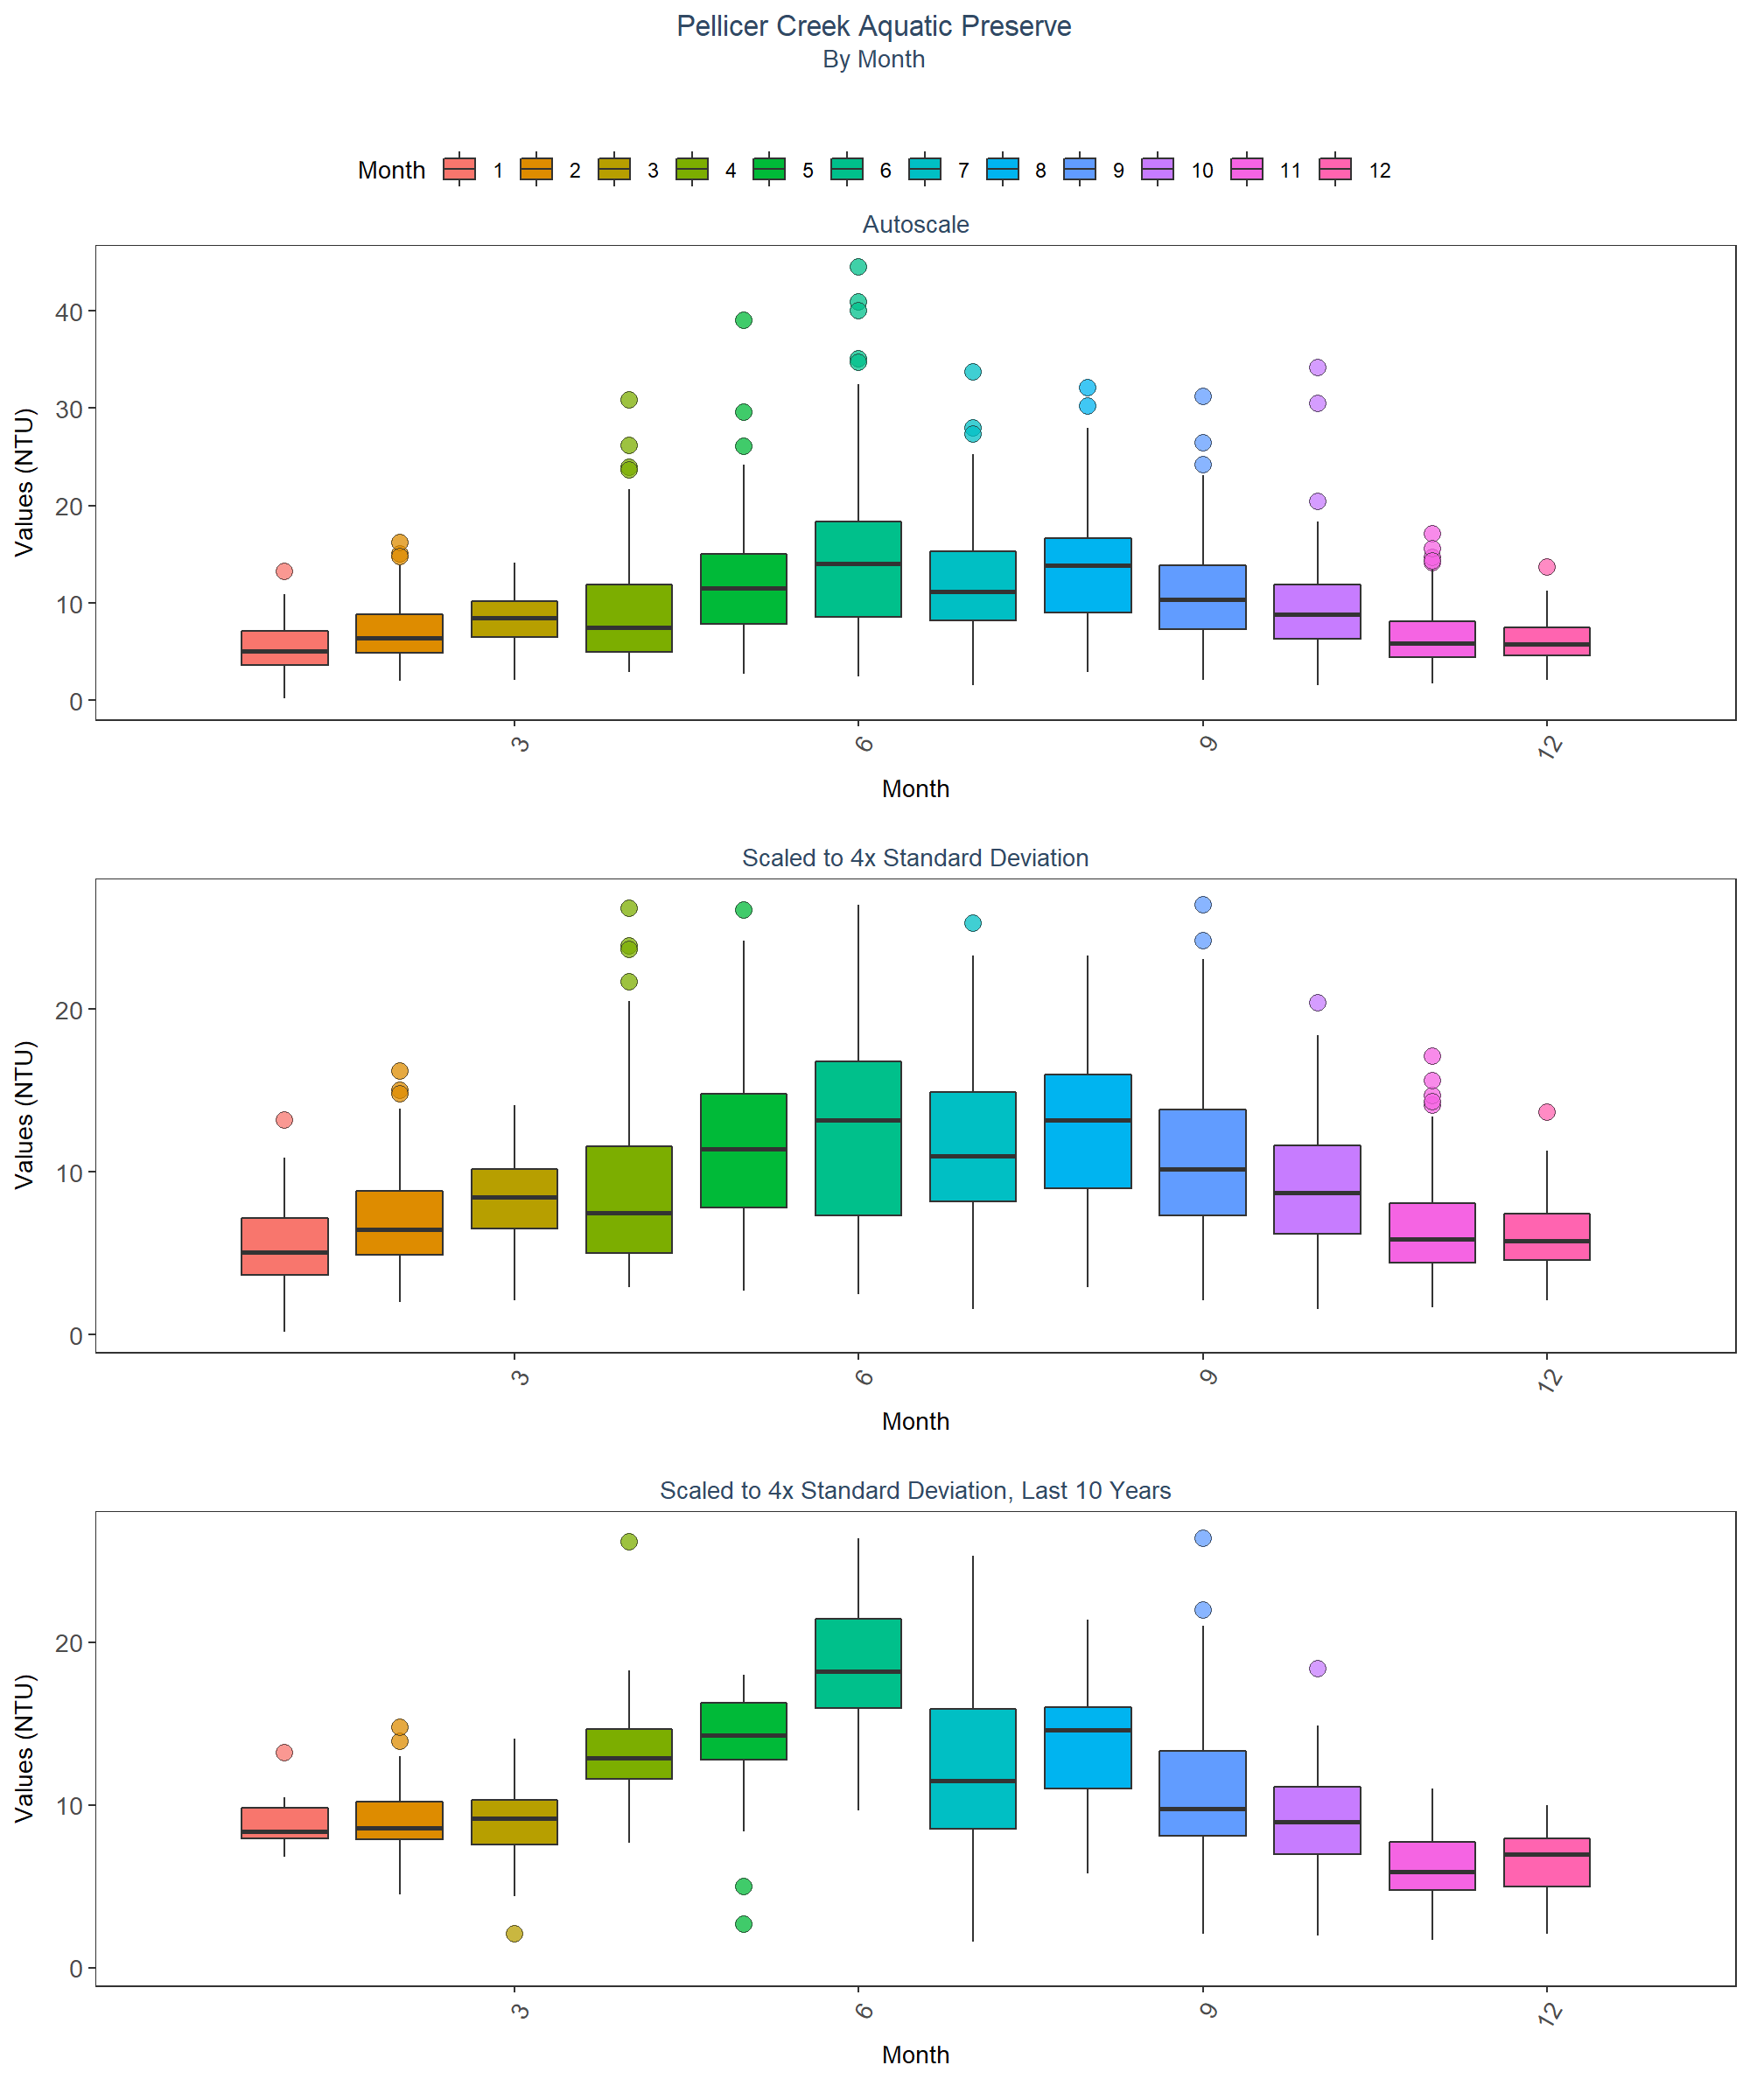 Pellicer Creek Aquatic Preserve
By Month
Month 1 2 3 4 5 6 7 8 9 10 11 12
Autoscale
Values (NTU)
40
30
20
10
0
3 6 9 12
Month
Scaled to 4x Standard Deviation
Values (NTU)
20
10
0
3 6 9 12
Month
Scaled to 4x Standard Deviation, Last 10 Years
Values (NTU)
20
10
0
3 6 9 12
Month